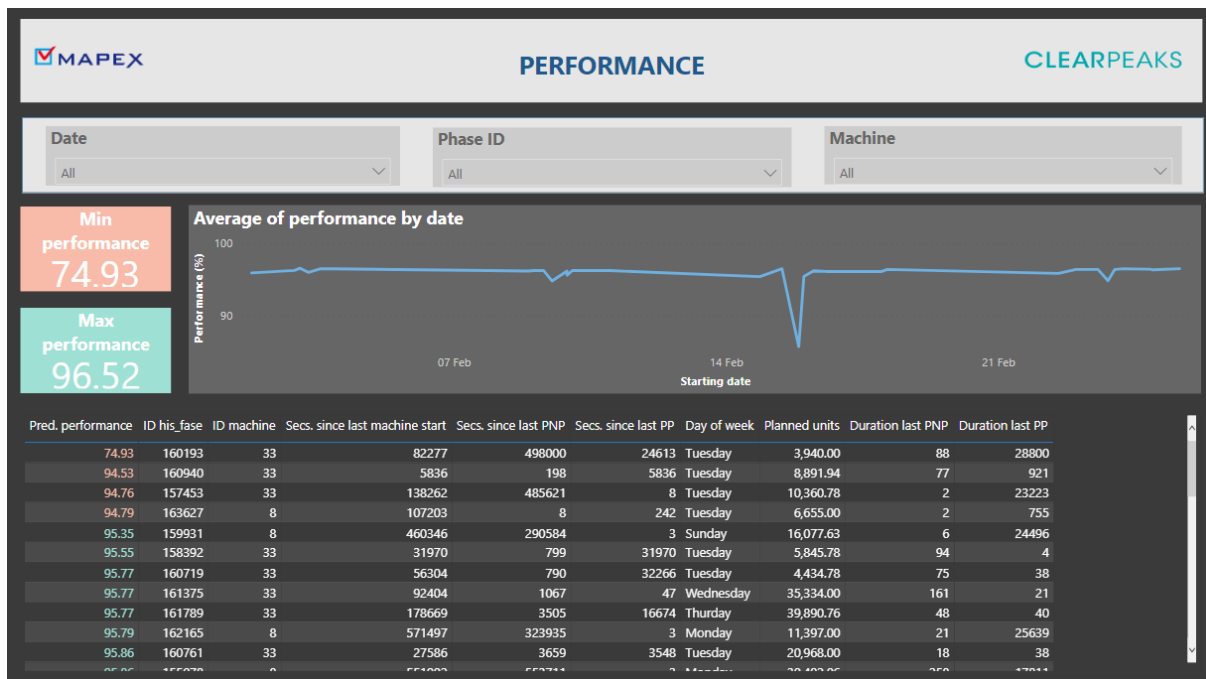 MAPEX
PERFORMANCE
CLEARPEAKS
Date
All
Phase ID
All
Machine
All
Min
performance
74.93
Max
performance
96.52
Average of performance by date
100
90
Performance (%)
07 Feb
14 Feb
21 Feb
Starting date
Pred. performance ID his_fase ID machine Secs. since last machine start Secs. since last PNP Secs. since last PP Day of week Planned units Duration last PNP Duration last PP
74.93 160193 33 82277 498000 24613 Tuesday 3,940.00 88 28800
94.53 160940 33 5836 198 5836 Tuesday 8,891.94 77 921
94.76 157453 33 138262 485621 8 Tuesday 10,360.78 2 23223
94.79 163627 8 107203 8 242 Tuesday 6,655.00 2 755
95.35 159931 8 460346 290584 3 Sunday 16,077.63 6 24496
95.55 158392 33 31970 799 31970 Tuesday 5,845.78 94 4
95.77 160719 33 56304 790 32266 Tuesday 4,434.78 75 38
95.77 161375 33 92404 1067 47 Wednesday 35,334.00 161 21
95.77 161789 33 178669 3505 16674 Thurday 39,890.76 48 40
95.79 162165 8 571497 323935 3 Monday 11,397.00 21 25639
95.86 160761 33 27586 3659 3548 Tuesday 20,968.00 18 38